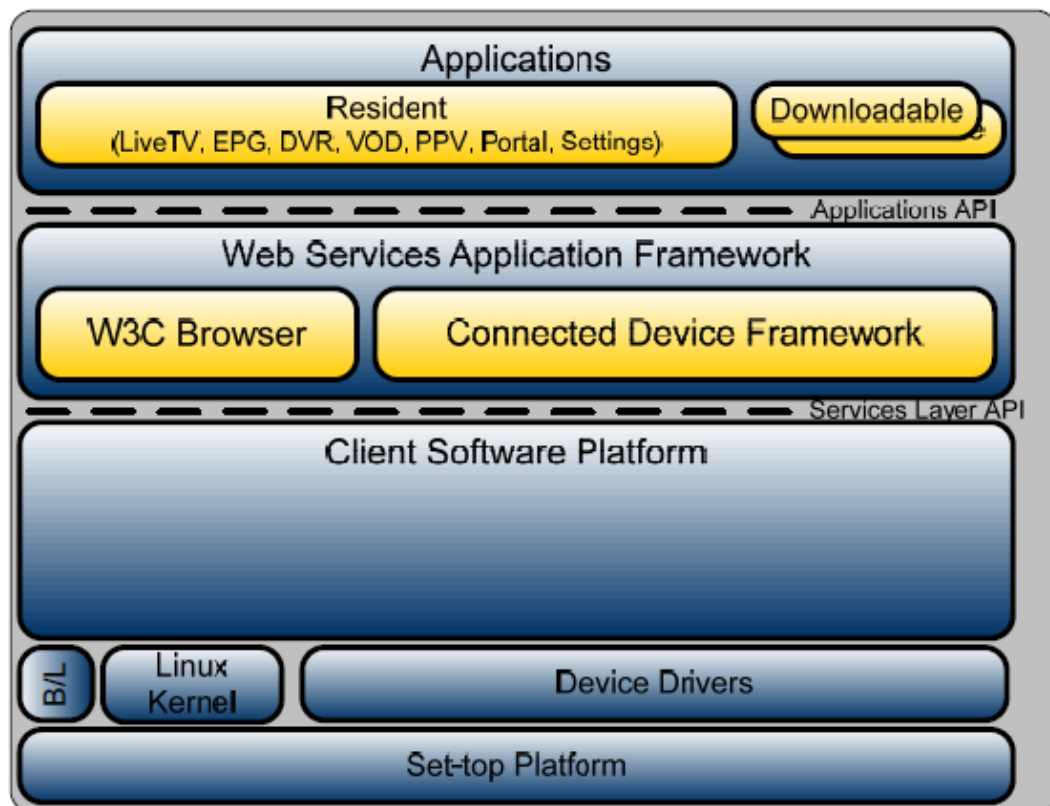 Applications
Resident
(LiveTV, EPG, DVR, VOD, PPV, Portal, Settings)
Downloadable
Applications API
Web Services Application Framework
W3C Browser
Connected Device Framework
Services Layer API
Client Software Platform
B/L
Linux
Kernel
Device Drivers
Set-top Platform